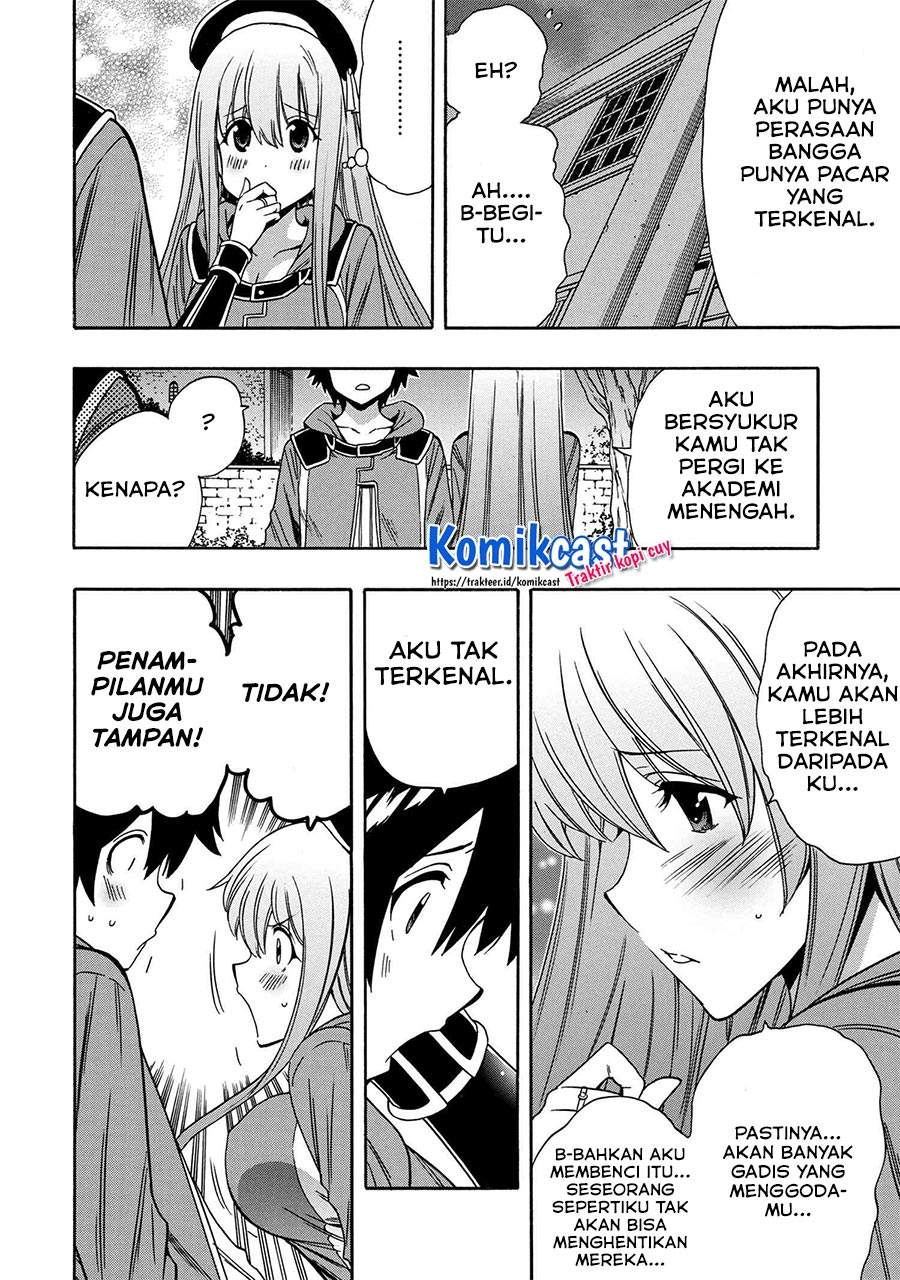 MALAH,
AKU PUNYA
PERASAAN
BANGGA
PUNYA PACAR
YANG
TERKENAL.
EH?
AH....
B-BEGI-
TU...
..........
AKU
BERSYUKUR
KAMU TAK
PERGI KE
AKADEMI
MENENGAH.
?
KENAPA?
Komikcast
Traktir kopi cuy
https://trakteer.id/komikcast
PADA
AKHIRNYA,
KAMU AKAN
LEBIH
TERKENAL
DARIPADA
KU...
PASTINYA...
AKAN BANYAK
GADIS YANG
MENGGODA-
MU...
B-BAHKAN AKU
MEMBENCI ITU...
SESEORANG
SEPERTIKU TAK
AKAN BISA
MENGHENTIKAN
MEREKA...
AKU TAK
TERKENAL.
TIDAK!
PENAM-
PILANMU
JUGA
TAMPAN!